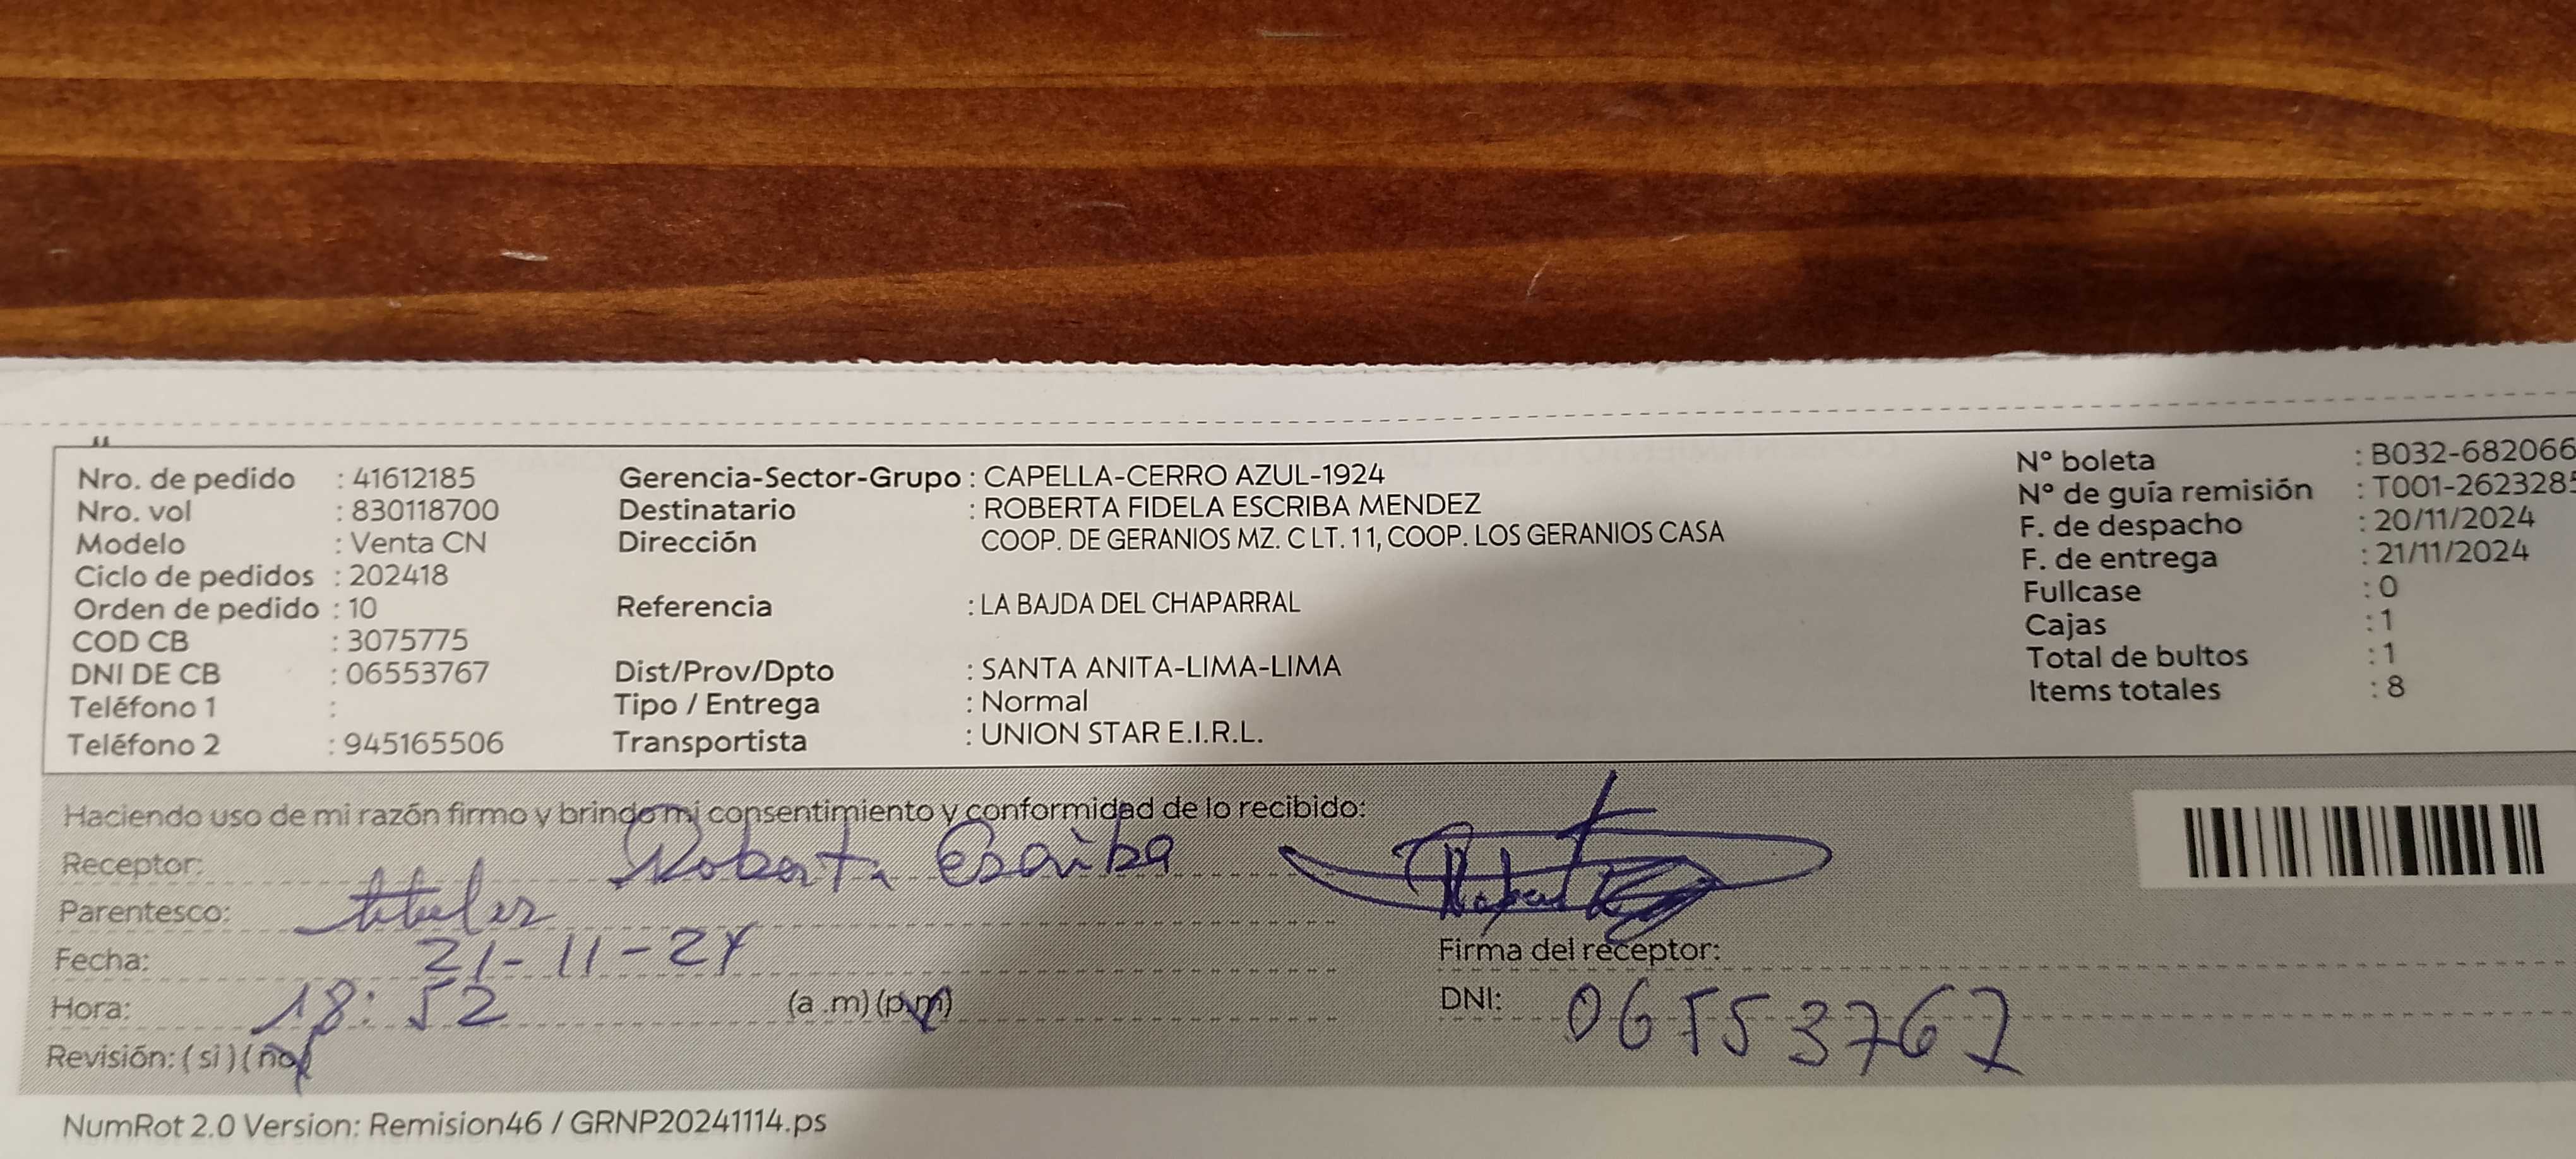 Nro. de pedido : 41612185
Nro. vol : 830118700
Modelo : Venta CN
Ciclo de pedidos : 202418
Orden de pedido : 10
COD CB : 3075775
DNI DE CB : 06553767
Teléfono 1 :
Teléfono 2 : 945165506
Gerencia-Sector-Grupo : CAPELLA-CERRO AZUL-1924
Destinatario : ROBERTA FIDELA ESCRIBA MENDEZ
Dirección COOP. DE GERANIOS MZ. C LT. 11, COOP. LOS GERANIOS CASA
Referencia : LA BAJDA DEL CHAPARRAL
Dist/Prov/Dpto : SANTA ANITA-LIMA-LIMA
Tipo / Entrega : Normal
Transportista : UNION STAR E.I.R.L.
N° boleta : B032-682066
N° de guía remisión : T001-2623285
F. de despacho : 20/11/2024
F. de entrega : 21/11/2024
Fullcase : 0
Cajas : 1
Total de bultos : 1
Items totales : 8
Haciendo uso de mi razón firmo y brindo mi consentimiento y conformidad de lo recibido:
Receptor: Roberta Escriba
Parentesco: titular
Fecha: 21-11-24
Hora: 18:52 (a .m) (p.m)
Revisión: ( si ) ( no )
Firma del receptor:
DNI: 06553767
NumRot 2.0 Version: Remision46 / GRNP20241114.ps